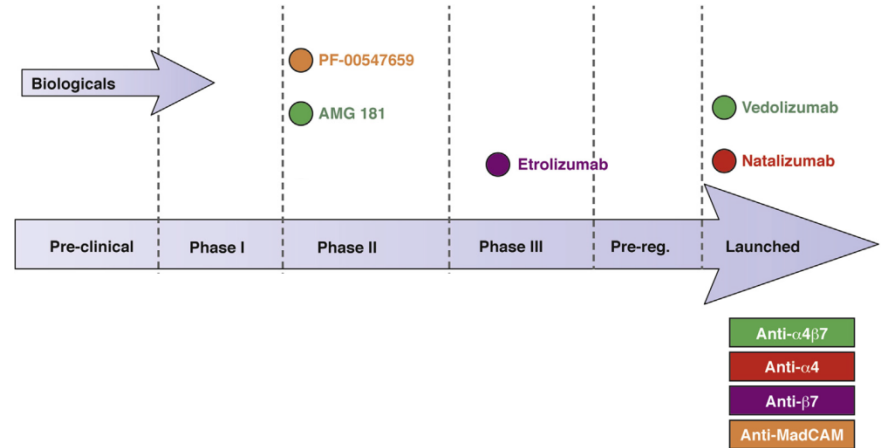 PF-00547659
Biologicals
AMG 181
Vedolizumab
Etrolizumab
Natalizumab
Pre-clinical
Phase I
Phase II
Phase III
Pre-reg.
Launched
Anti-α4β7
Anti-α4
Anti-β7
Anti-MadCAM